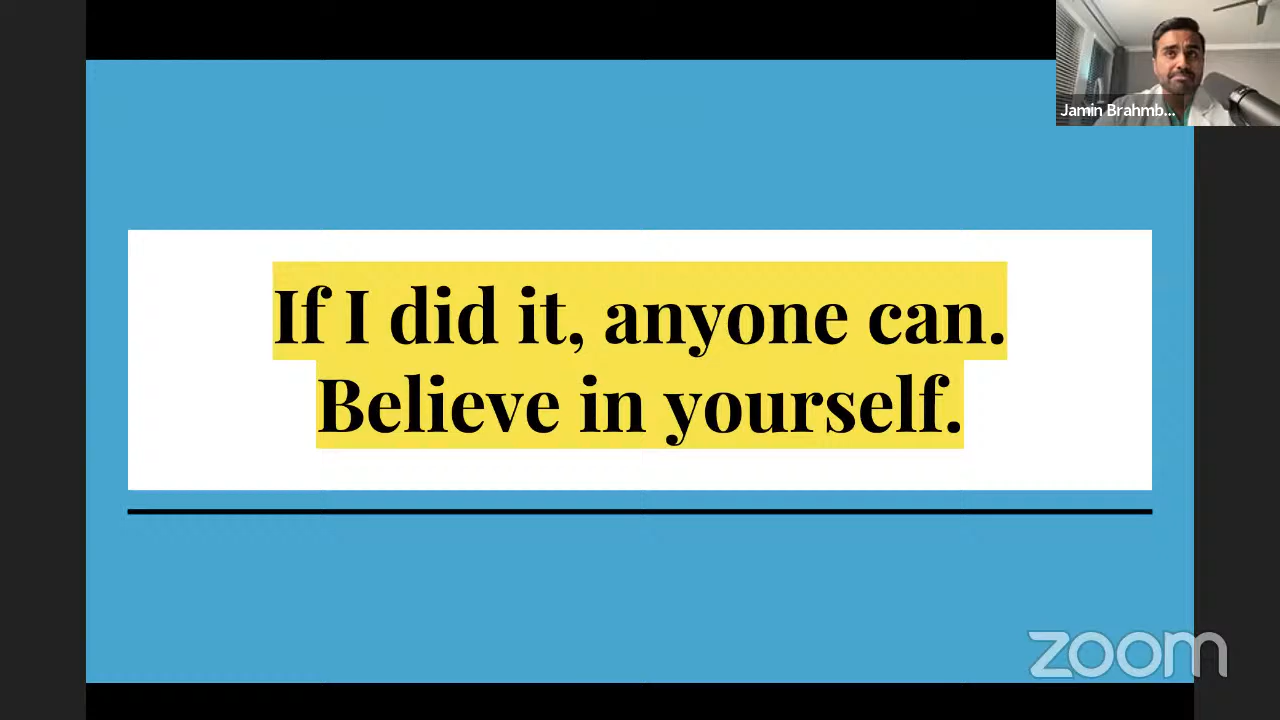 Jamin Brahmb...
If I did it, anyone can.
Believe in yourself.
zoom